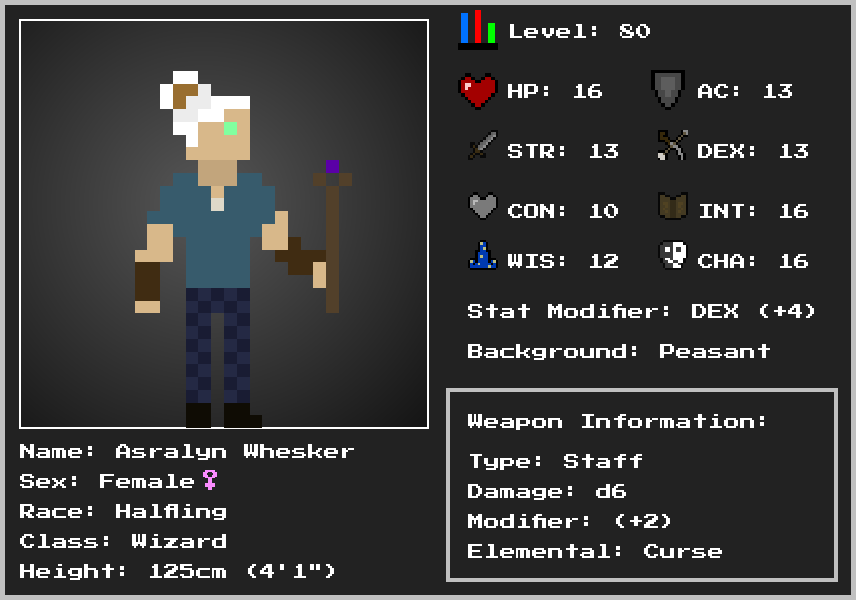 Level: 80
HP: 16
AC: 13
STR: 13
DEX: 13
CON: 10
INT: 16
WIS: 12
CHA: 16
Stat Modifier: DEX (+4)
Background: Peasant
Weapon Information:
Type: Staff
Damage: d6
Modifier: (+2)
Elemental: Curse
Name: Asralyn Whesker
Sex: Female♀
Race: Halfling
Class: Wizard
Height: 125cm (4'1")